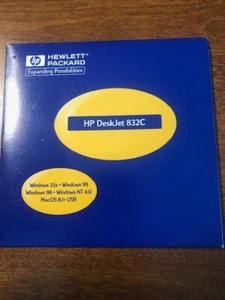 hp
HEWLETT®
PACKARD
Expanding Possibilities
HP DeskJet 832C
Windows 3.1x • Windows 95
Windows 98 • Windows NT 4.0
MacOS 8.1+ USB